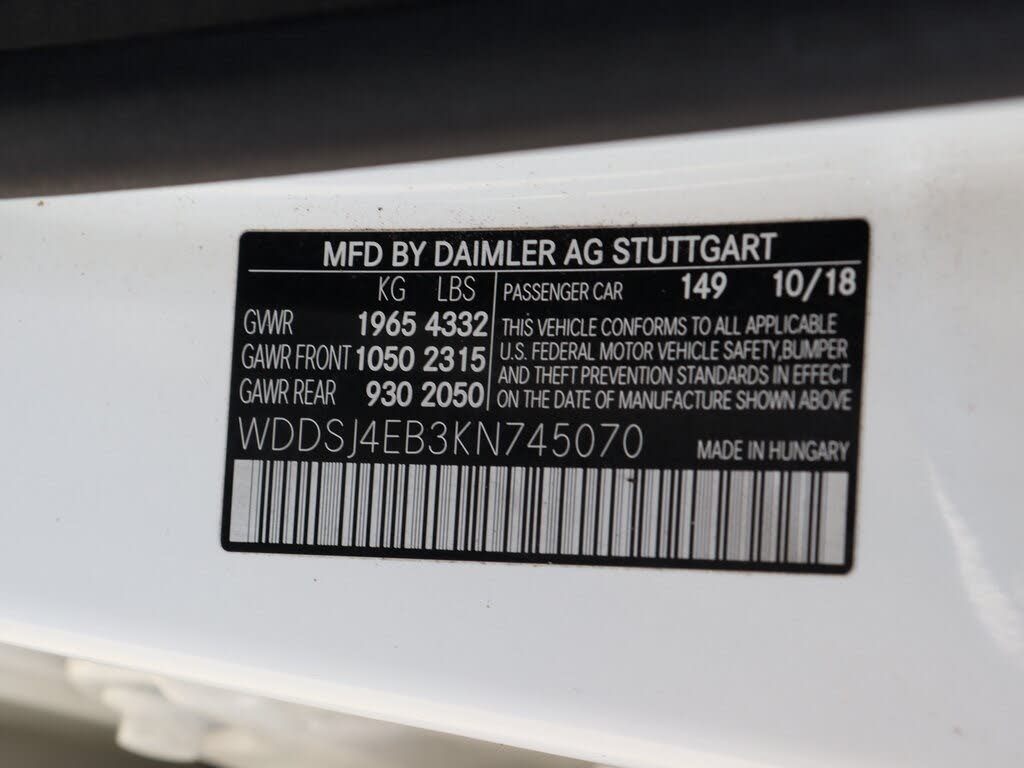 MFD BY DAIMLER AG STUTTGART
KG LBS
GVWR 1965 4332
GAWR FRONT 1050 2315
GAWR REAR 930 2050
PASSENGER CAR 149 10/18
THIS VEHICLE CONFORMS TO ALL APPLICABLE
U.S. FEDERAL MOTOR VEHICLE SAFETY,BUMPER
AND THEFT PREVENTION STANDARDS IN EFFECT
ON THE DATE OF MANUFACTURE SHOWN ABOVE
WDDSJ4EB3KN745070
MADE IN HUNGARY